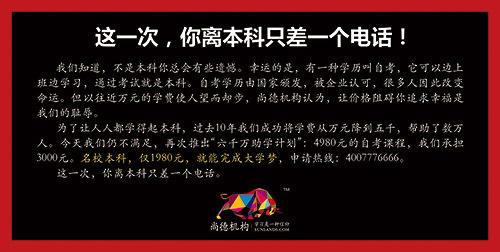 这一次，你离本科只差一个电话！
我们知道，不是本科你总会有些遗憾。幸运的是，有一种学历叫自考，它可以边上
班边学习，通过考试就是本科。自考学历由国家颁发，被企业认可，很多人因此改变
命运。但以往近万元的学费使人望而却步，尚德机构认为，让价格阻碍你追求幸福是
我们的耻辱。
为了让人人都学得起本科，过去10年我们成功将学费从万元降到五千，帮助了数万
人。今天我们仍不满足，再次推出“六千万助学计划”：4980元的自考课程，我们承担
3000元。名校本科，仅1980元，就能完成大学梦，申请热线：4007776666。
这一次，你离本科只差一个电话。
TM
尚德机构
学习是一种信仰
SUNLANDS.COM